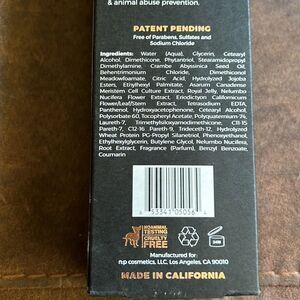 & animal abuse prevention.
PATENT PENDING
Free of Parabens, Sulfates and
Sodium Chloride
Ingredients: Water (Aqua), Glycerin, Cetearyl
Alcohol, Dimethicone, Phytantriol, Stearamidopropyl
Dimethylamine, Crambe Abyssinica Seed Oil,
Behentrimonium Chloride, Dimethiconol
Meadowfoamate, Citric Acid, Hydrolyzed Jojoba
Esters, Ethylhexyl Palmitate, Asarum Canadense
Meristem Cell Culture Extract, Royal Jelly, Nelumbo
Nucifera Flower Extract, Eriodictyon Californicum
Flower/Leaf/Stem Extract, Tetrasodium EDTA,
Panthenol, Hydroxycetyl Hydroxyethyl, Cetearyl Alcohol,
Polysorbate 60, Tocopheryl Acetate, Polyquaternium-74,
Laureth-7, Trimethylsiloxyamodimethicone, C11-15
Pareth-7, C12-16 Pareth-9, Trideceth-12, Hydrolyzed
Wheat Protein PG-Propyl Silanetriol, Phenoxyethanol,
Ethylhexylglycerin, Butylene Glycol, Nelumbo Nucifera,
Root Extract, Fragrance (Parfum), Benzyl Benzoate,
Coumarin
NO ANIMAL
TESTING
CRUELTY
FREE
Manufactured for:
np cosmetics, LLC. Los Angeles, CA 90010
24M
MADE IN CALIFORNIA